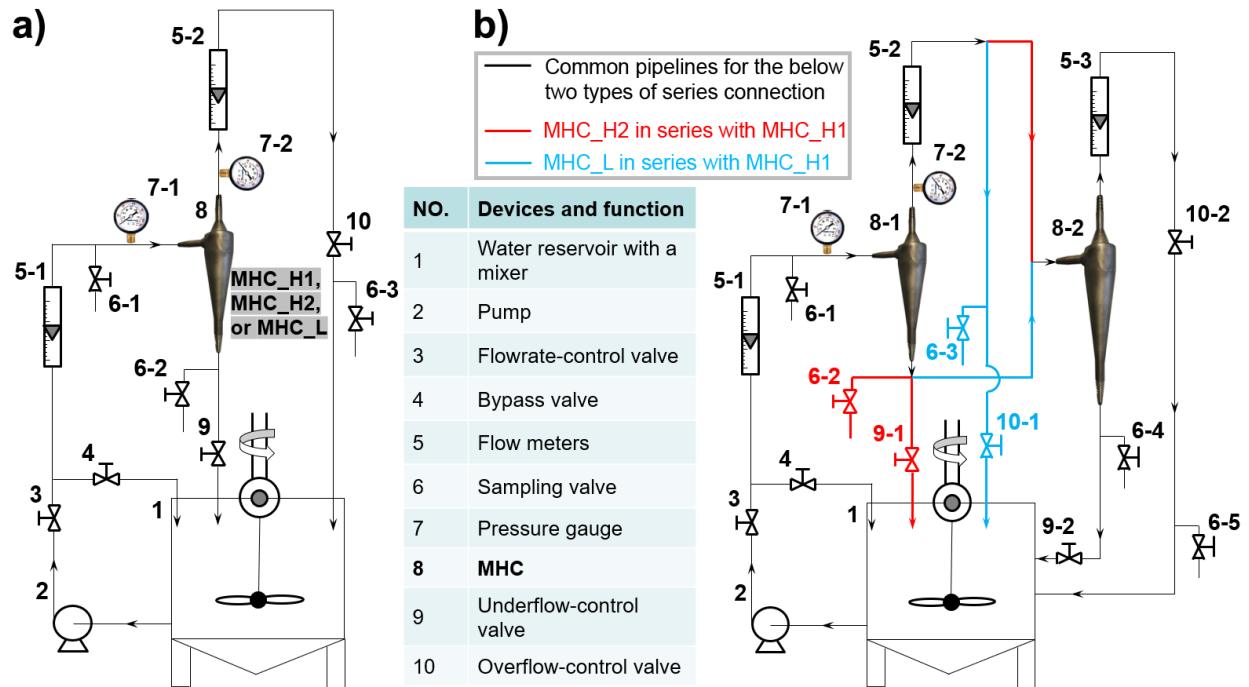 a)
5-2
7-2
7-1
8
10
5-1
6-1
MHC_H1,
MHC_H2,
or MHC_L
6-3
6-2
9
4
3
1
2
b)
Common pipelines for the below
two types of series connection
MHC_H2 in series with MHC_H1
MHC_L in series with MHC_H1
NO. Devices and function
1 Water reservoir with a
mixer
2 Pump
3 Flowrate-control valve
4 Bypass valve
5 Flow meters
6 Sampling valve
7 Pressure gauge
8 MHC
9 Underflow-control
valve
10 Overflow-control valve
5-2
5-3
7-2
7-1
8-1
8-2
10-2
5-1
6-1
6-3
6-2
9-1
10-1
6-4
4
3
1
9-2
6-5
2